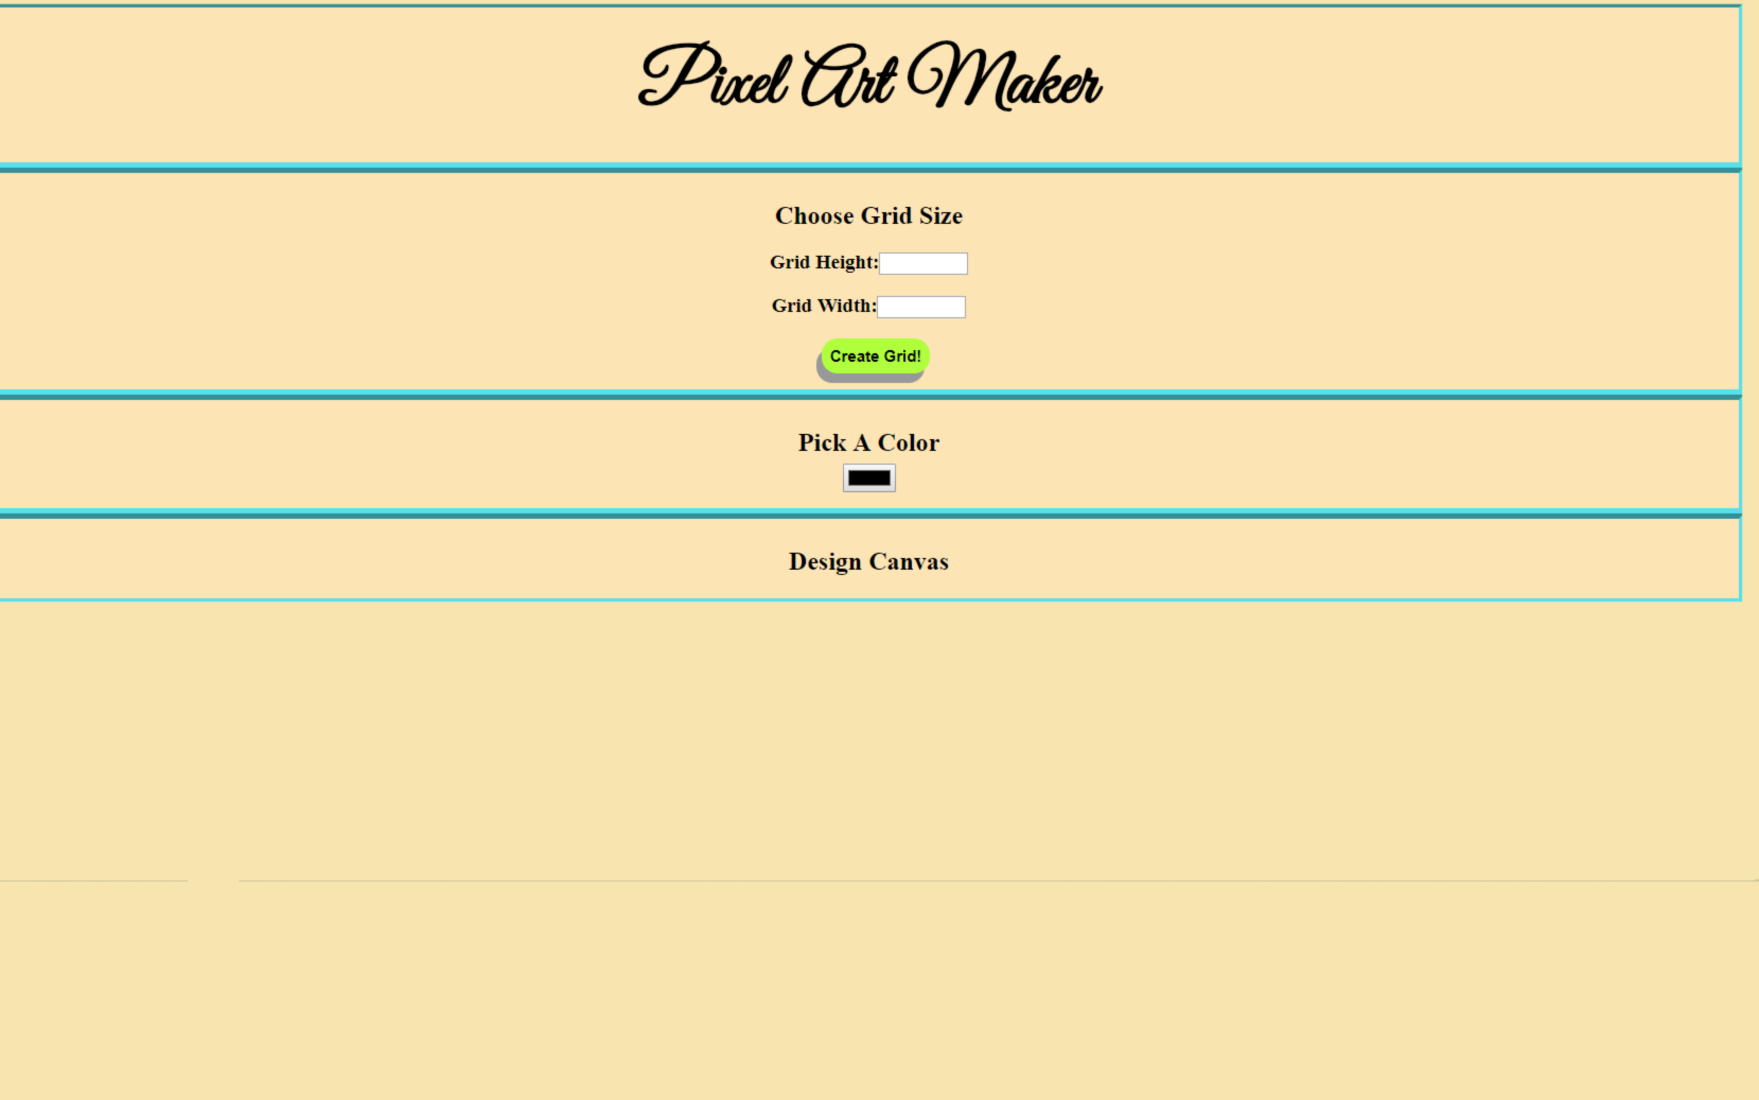 Pixel Art Maker
Choose Grid Size
Grid Height:
Grid Width:
Create Grid!
Pick A Color
Design Canvas